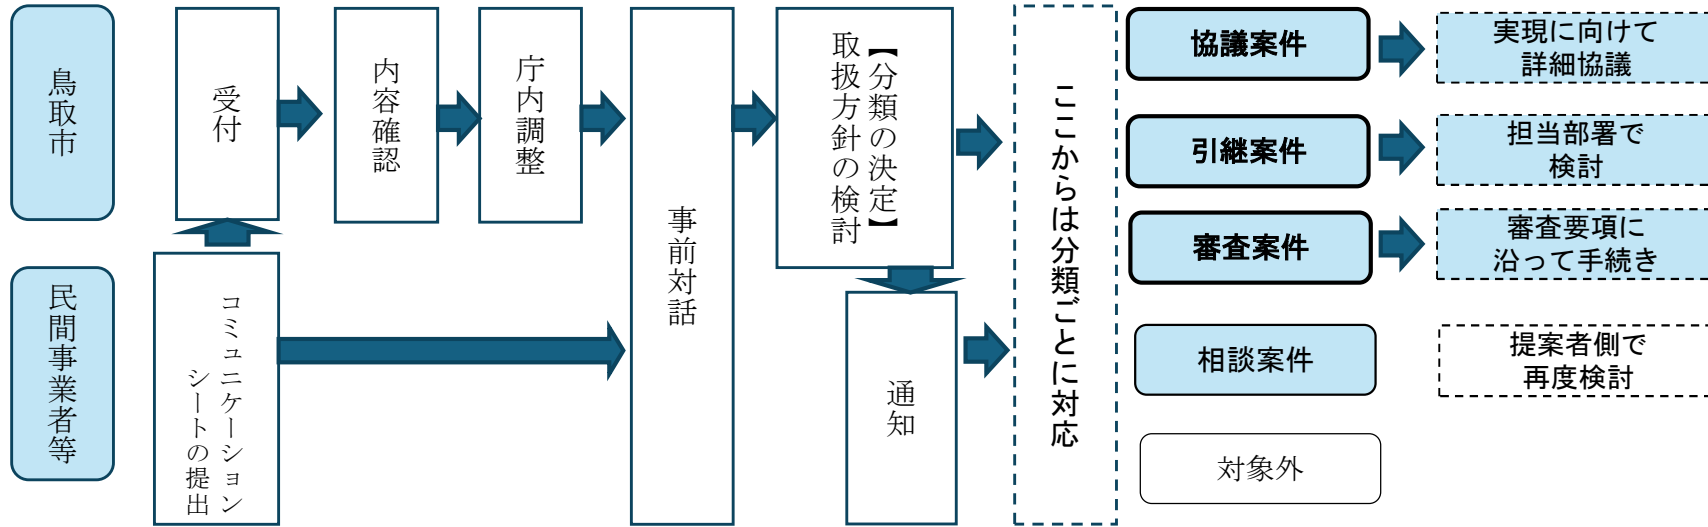 鳥取市
民間事業者等
受付
コミュニケーション
シートの提出
内容確認
庁内調整
事前対話
【分類の決定】
取扱方針の検討
通知
ここからは分類ごとに対応
協議案件
実現に向けて
詳細協議
引継案件
担当部署で
検討
審査案件
審査要項に
沿って手続き
相談案件
提案者側で
再度検討
対象外